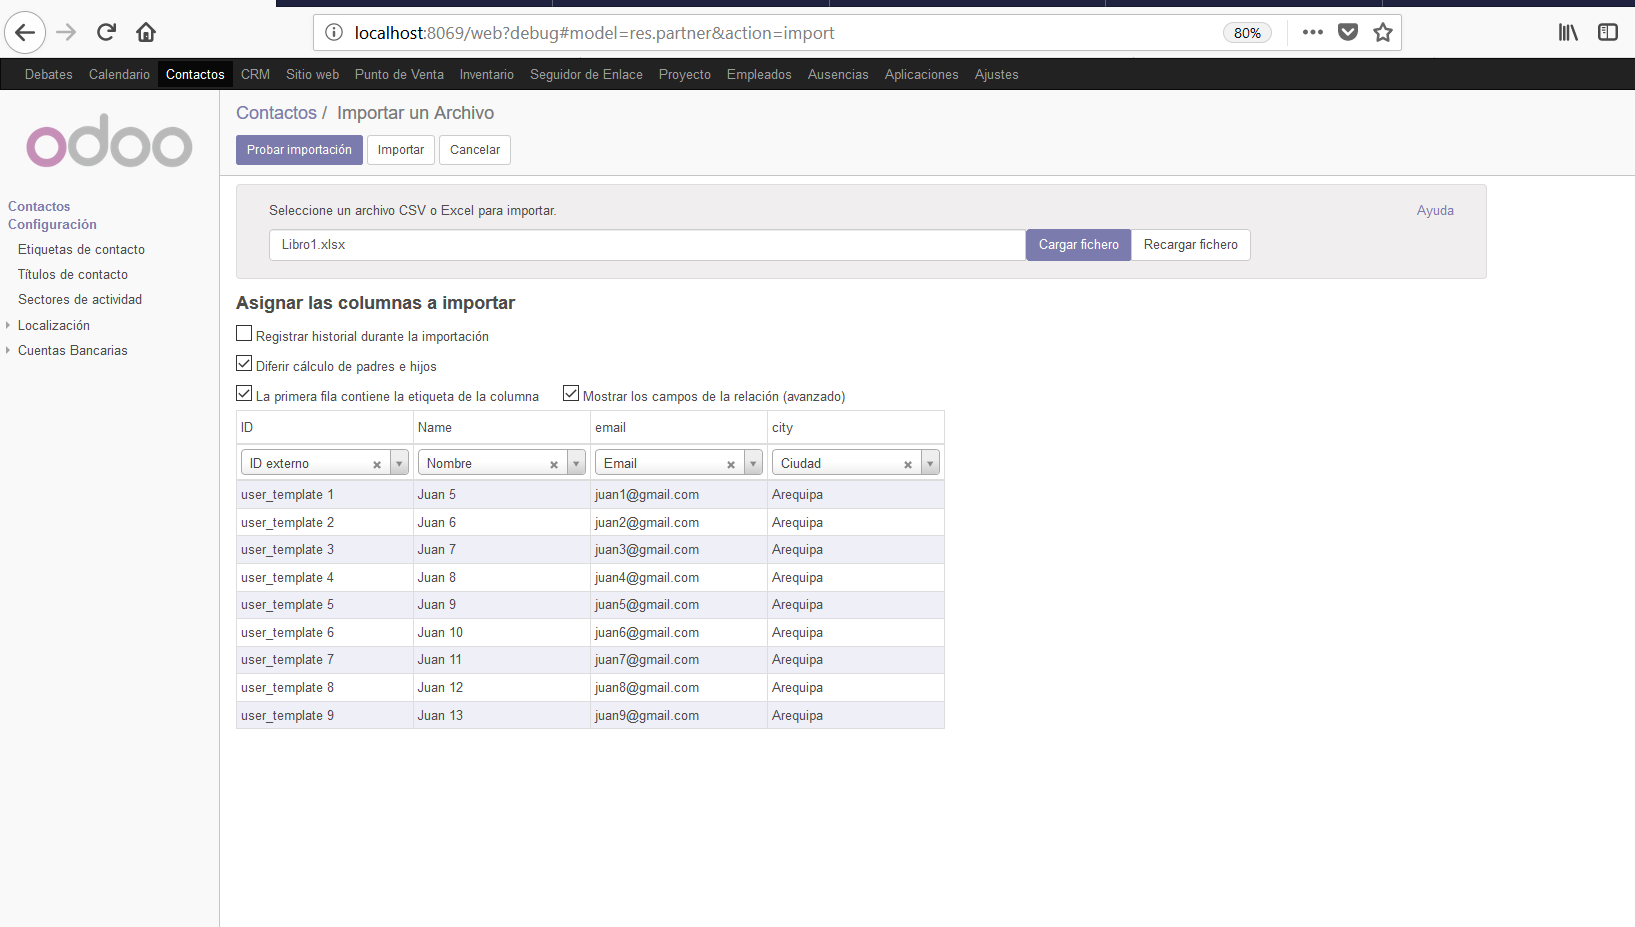 localhost:8069/web?debug#model=res.partner&action=import
80%
Debates Calendario Contactos CRM Sitio web Punto de Venta Inventario Seguidor de Enlace Proyecto Empleados Ausencias Aplicaciones Ajustes
odoo
Contactos
Configuración
Etiquetas de contacto
Títulos de contacto
Sectores de actividad
Localización
Cuentas Bancarias
Contactos / Importar un Archivo
Probar importación Importar Cancelar
Seleccione un archivo CSV o Excel para importar. Ayuda
Libro1.xlsx Cargar fichero Recargar fichero
Asignar las columnas a importar
Registrar historial durante la importación
Diferir cálculo de padres e hijos
La primera fila contiene la etiqueta de la columna Mostrar los campos de la relación (avanzado)
ID Name email city
ID externo Nombre Email Ciudad
user_template 1 Juan 5 juan1@gmail.com Arequipa
user_template 2 Juan 6 juan2@gmail.com Arequipa
user_template 3 Juan 7 juan3@gmail.com Arequipa
user_template 4 Juan 8 juan4@gmail.com Arequipa
user_template 5 Juan 9 juan5@gmail.com Arequipa
user_template 6 Juan 10 juan6@gmail.com Arequipa
user_template 7 Juan 11 juan7@gmail.com Arequipa
user_template 8 Juan 12 juan8@gmail.com Arequipa
user_template 9 Juan 13 juan9@gmail.com Arequipa